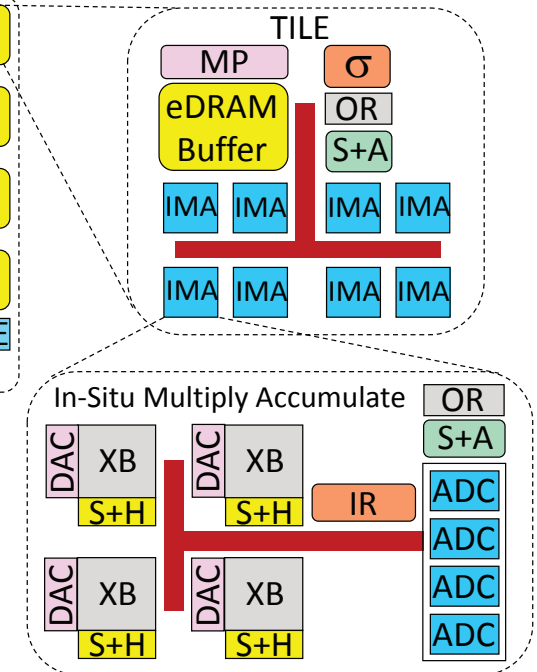 TILE
MP
σ
eDRAM
Buffer
OR
S+A
IMA IMA IMA IMA
IMA IMA IMA IMA
E
In-Situ Multiply Accumulate
OR
S+A
DAC XB DAC XB
S+H S+H
IR
ADC
ADC
ADC
ADC
DAC XB DAC XB
S+H S+H